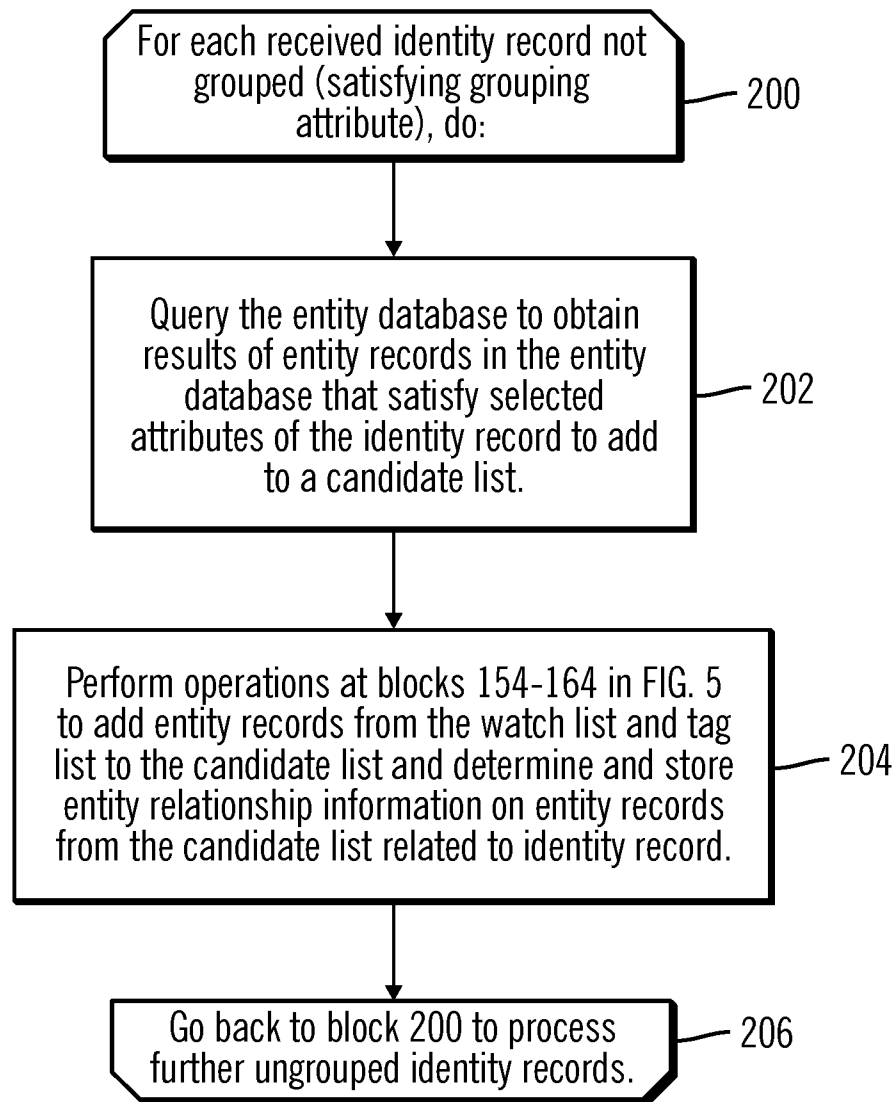 For each received identity record not
grouped (satisfying grouping
attribute), do:
200
Query the entity database to obtain
results of entity records in the entity
database that satisfy selected
attributes of the identity record to add
to a candidate list.
202
Perform operations at blocks 154-164 in FIG. 5
to add entity records from the watch list and tag
list to the candidate list and determine and store
entity relationship information on entity records
from the candidate list related to identity record.
204
Go back to block 200 to process
further ungrouped identity records.
206